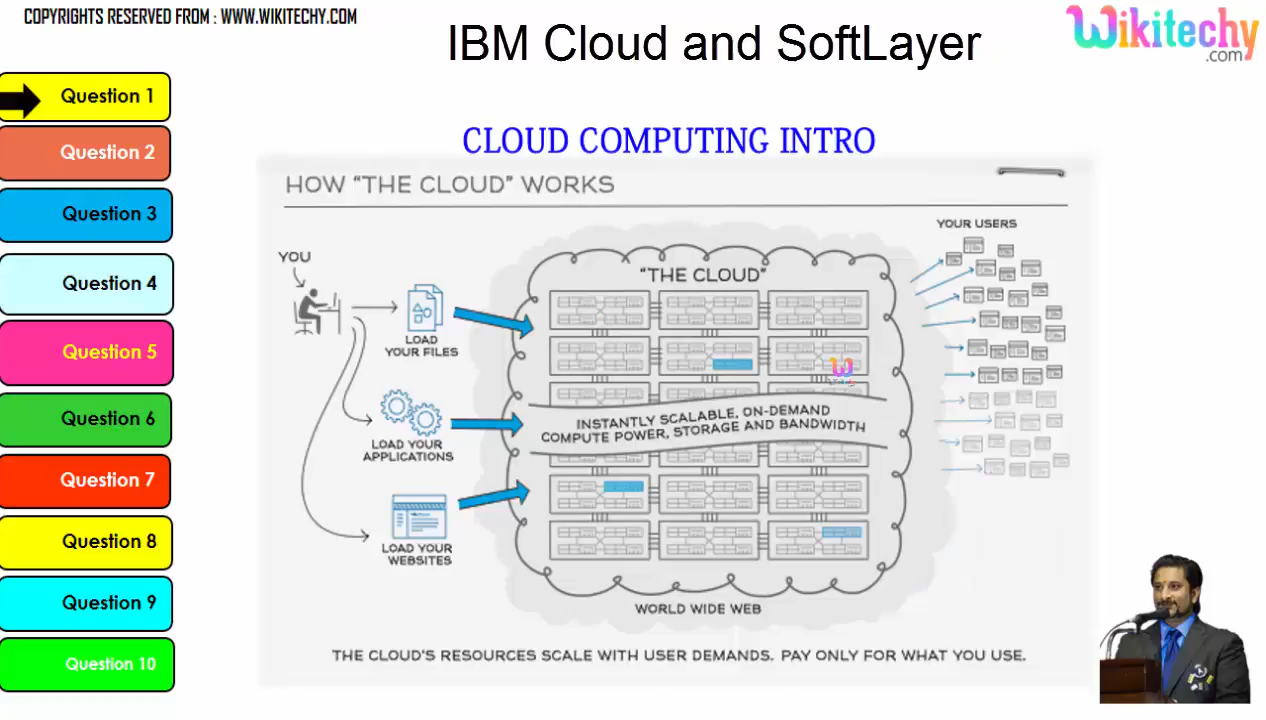 COPYRIGHTS RESERVED FROM : WWW.WIKITECHY.COM
IBM Cloud and SoftLayer
Wikitechy
.com
Question 1
Question 2
Question 3
Question 4
Question 5
Question 6
Question 7
Question 8
Question 9
Question 10
CLOUD COMPUTING INTRO
HOW “THE CLOUD” WORKS
YOU
LOAD
YOUR FILES
LOAD YOUR
APPLICATIONS
LOAD YOUR
WEBSITES
“THE CLOUD”
INSTANTLY SCALABLE, ON-DEMAND
COMPUTE POWER, STORAGE AND BANDWIDTH
WORLD WIDE WEB
YOUR USERS
THE CLOUD'S RESOURCES SCALE WITH USER DEMANDS. PAY ONLY FOR WHAT YOU USE.